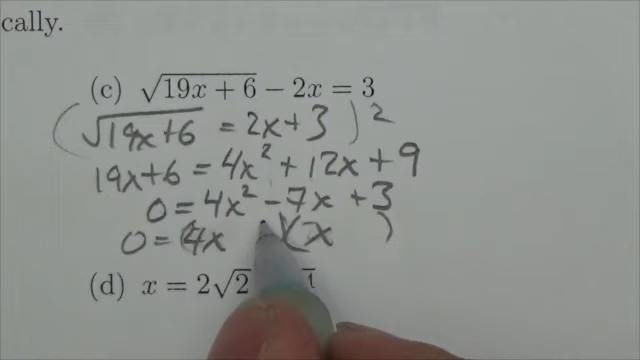 cally.
(c) √19x + 6 − 2x = 3
(√19x+6 = 2x+3)²
19x+6 = 4x² + 12x + 9
0 = 4x² − 7x + 3
0 = (4x )(x )
(d) x = 2√2